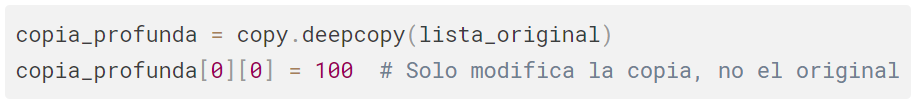 copia_profunda = copy.deepcopy(lista_original)
copia_profunda[0][0] = 100  # Solo modifica la copia, no el original